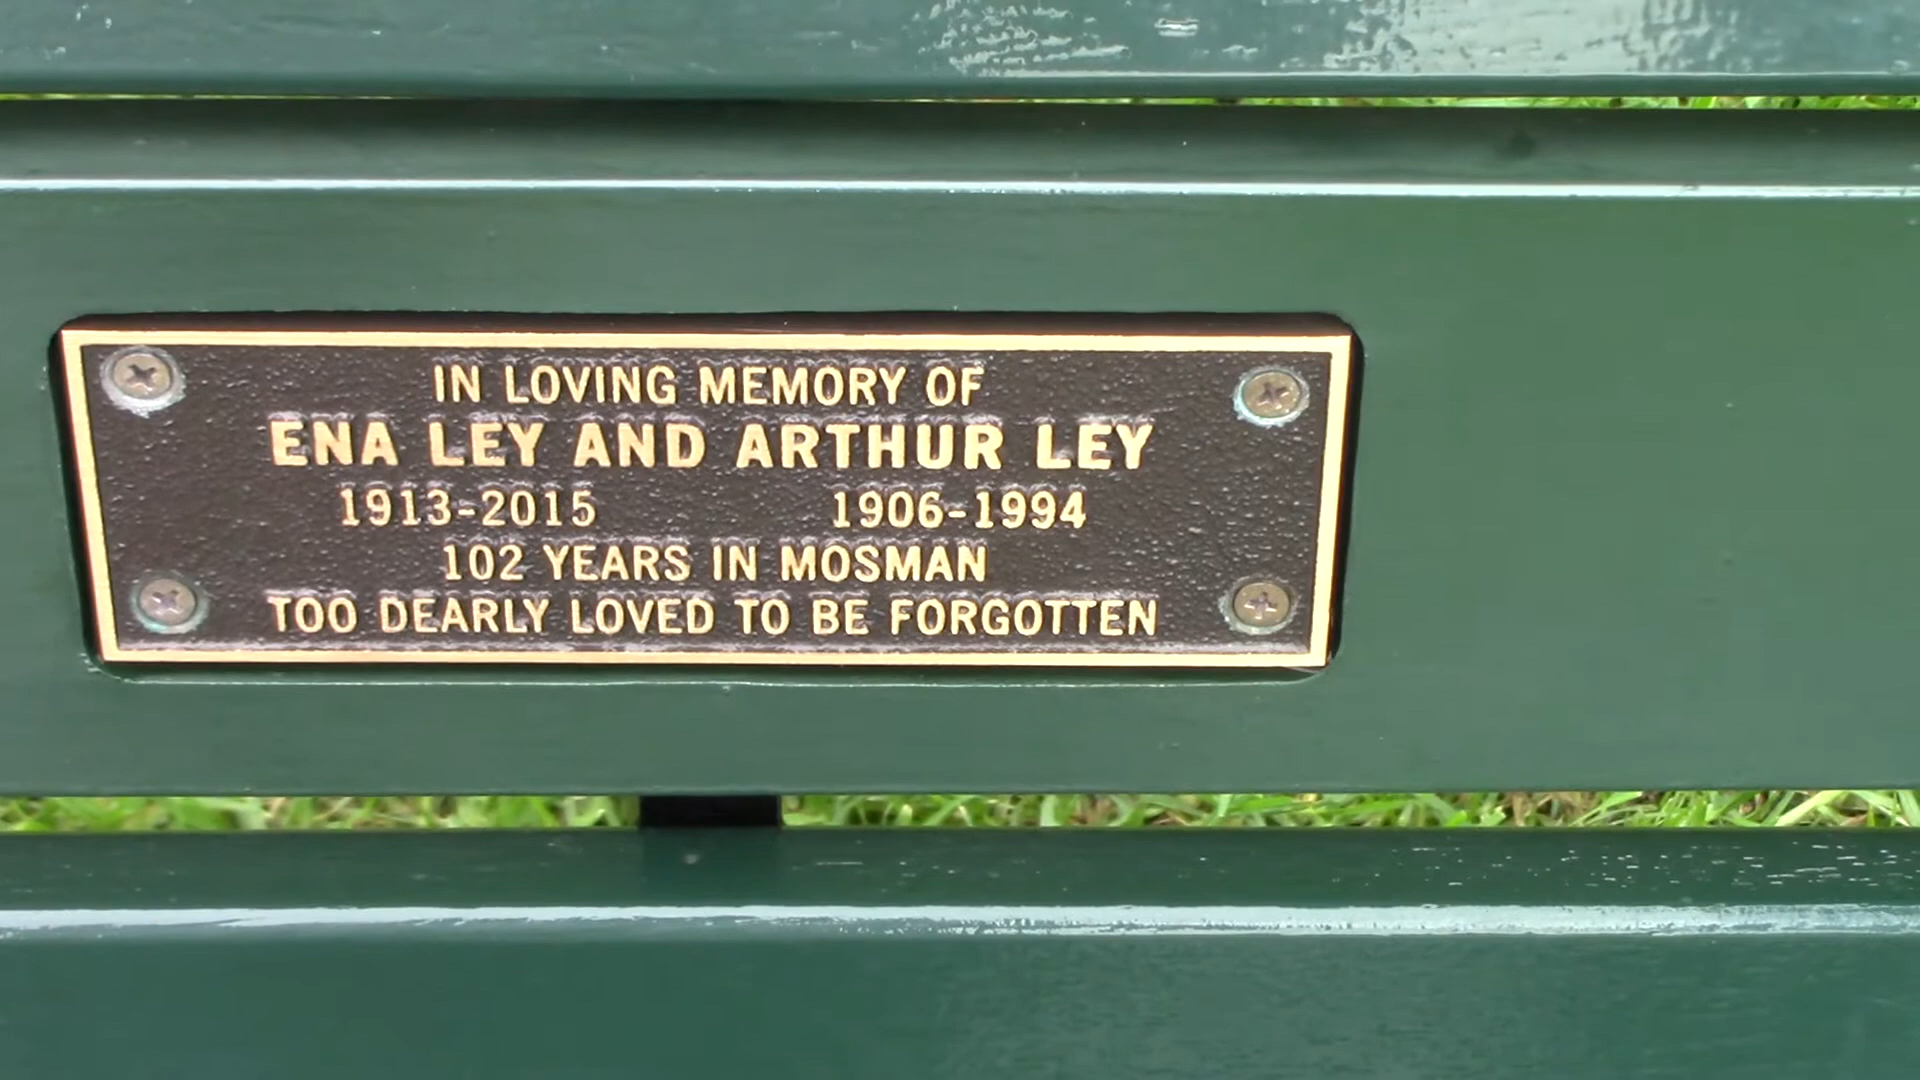 IN LOVING MEMORY OF
ENA LEY AND ARTHUR LEY
1913-2015 1906-1994
102 YEARS IN MOSMAN
TOO DEARLY LOVED TO BE FORGOTTEN